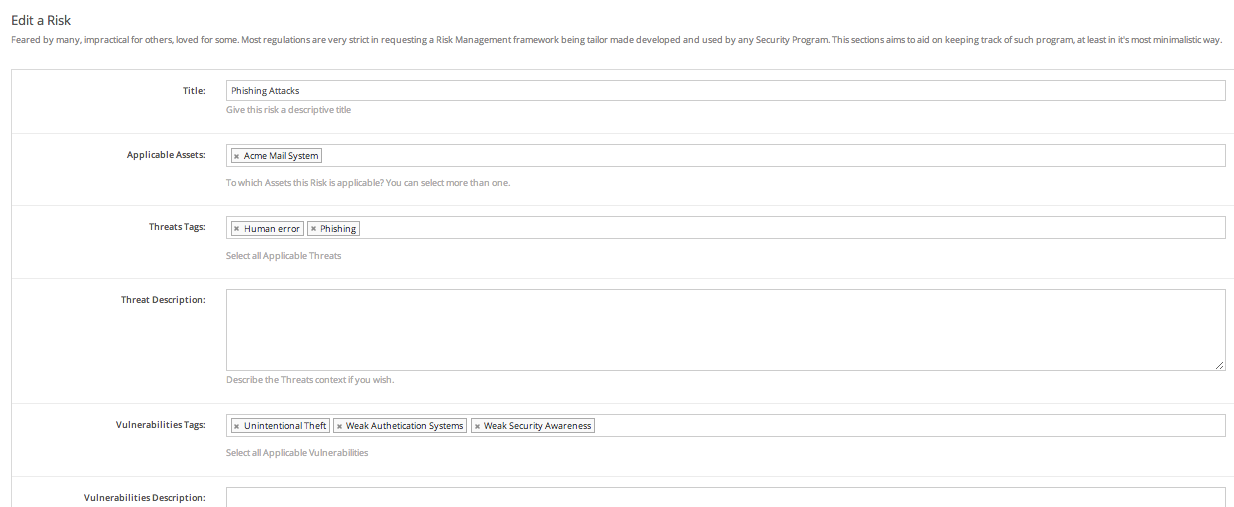 Edit a Risk
Feared by many, impractical for others, loved for some. Most regulations are very strict in requesting a Risk Management framework being tailor made developed and used by any Security Program. This sections aims to aid on keeping track of such program, at least in it's most minimalistic way.
Title: Phishing Attacks
Give this risk a descriptive title
Applicable Assets: × Acme Mail System
To which Assets this Risk is applicable? You can select more than one.
Threats Tags: × Human error × Phishing
Select all Applicable Threats
Threat Description:
Describe the Threats context if you wish.
Vulnerabilities Tags: × Unintentional Theft × Weak Authetication Systems × Weak Security Awareness
Select all Applicable Vulnerabilities
Vulnerabilities Description: